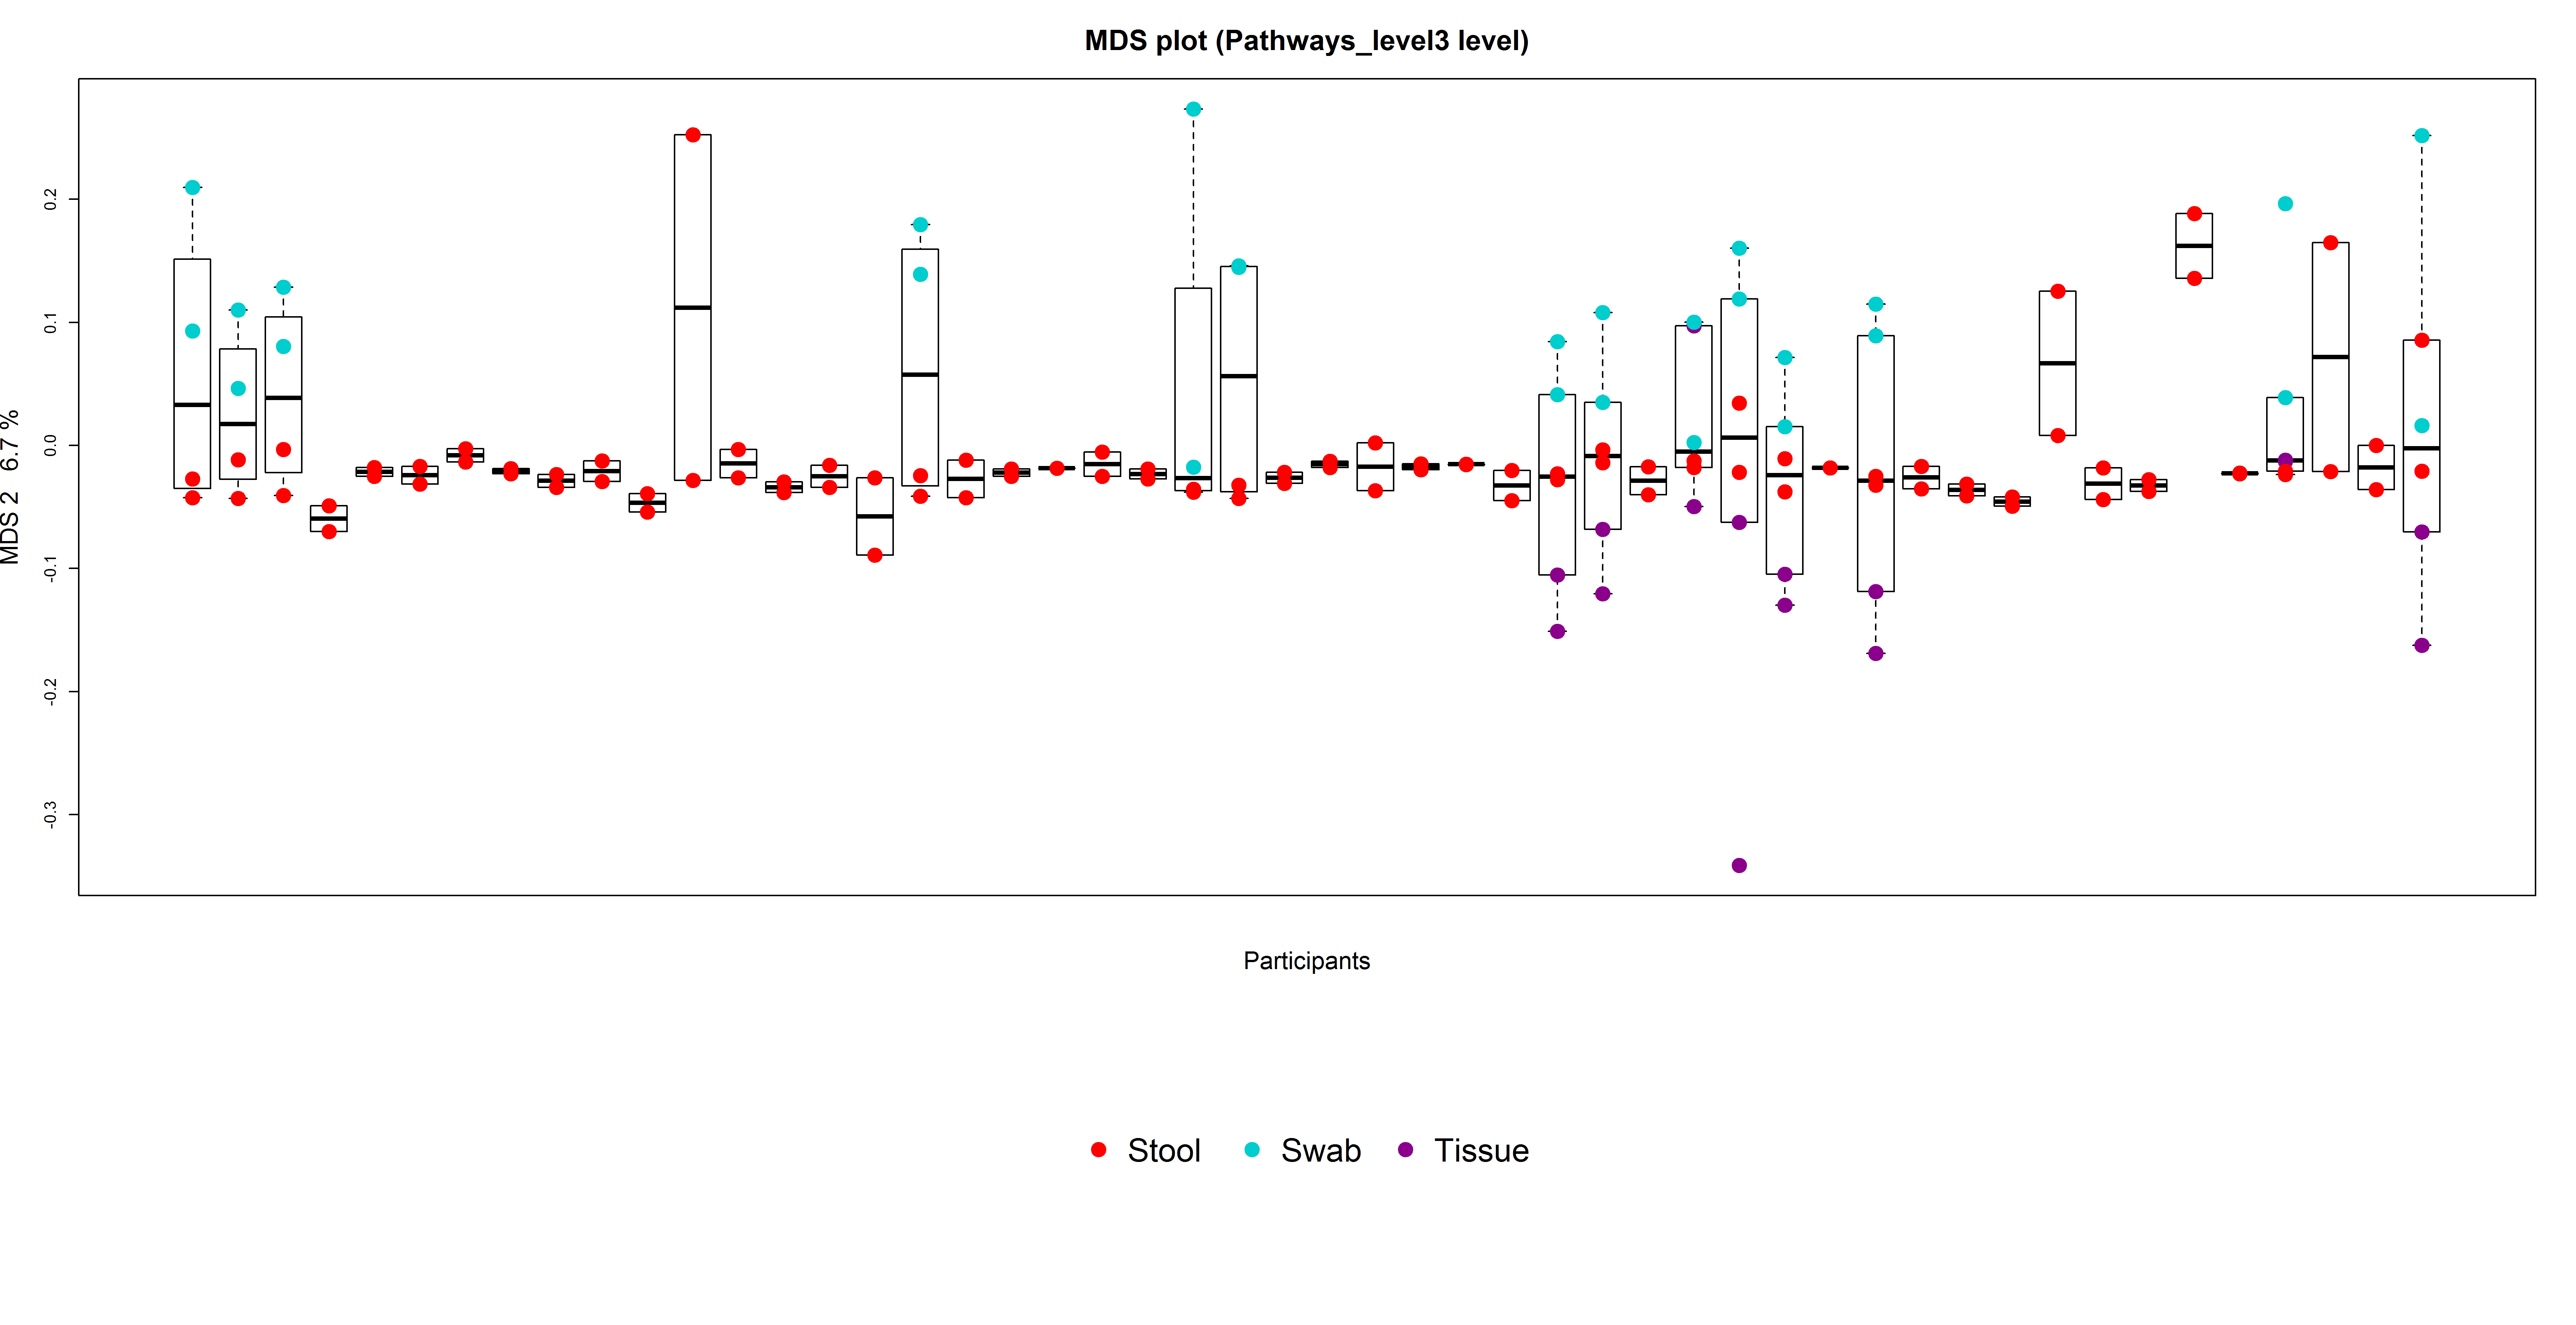 MDS plot (Pathways_level3 level)
MDS 2   6.7 %
0.2
0.1
0.0
-0.1
-0.2
-0.3
Participants
Stool
Swab
Tissue